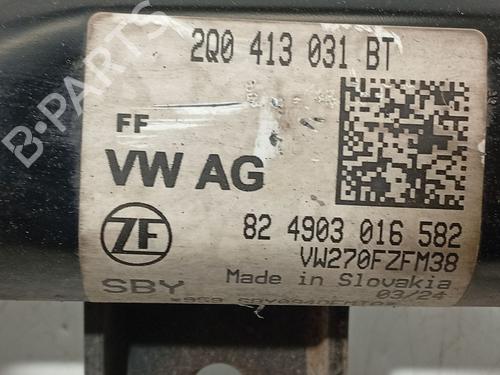 2Q0 413 031 BT
FF
VW AG
ZF
82 4903 016 582
VW270FZFM38
SBY
Made in Slovakia
03/24
B-PARTS